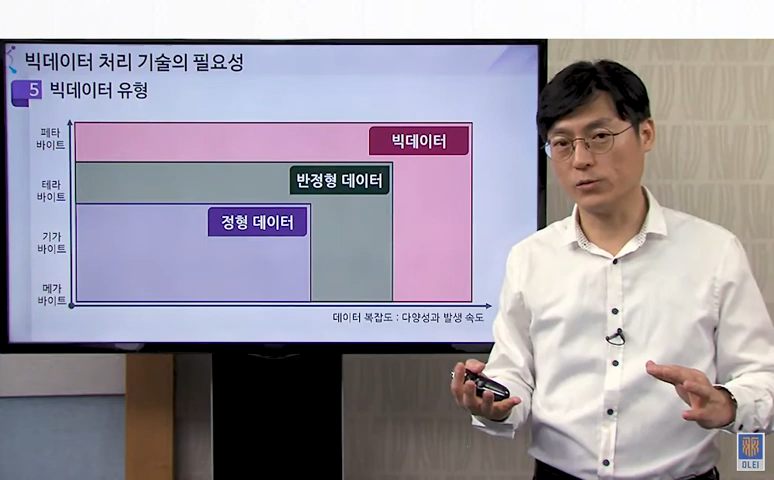 빅데이터 처리 기술의 필요성
5 빅데이터 유형
페타
바이트
빅데이터
테라
바이트
반정형 데이터
정형 데이터
기가
바이트
메가
바이트
데이터 복잡도 : 다양성과 발생 속도
OLEI